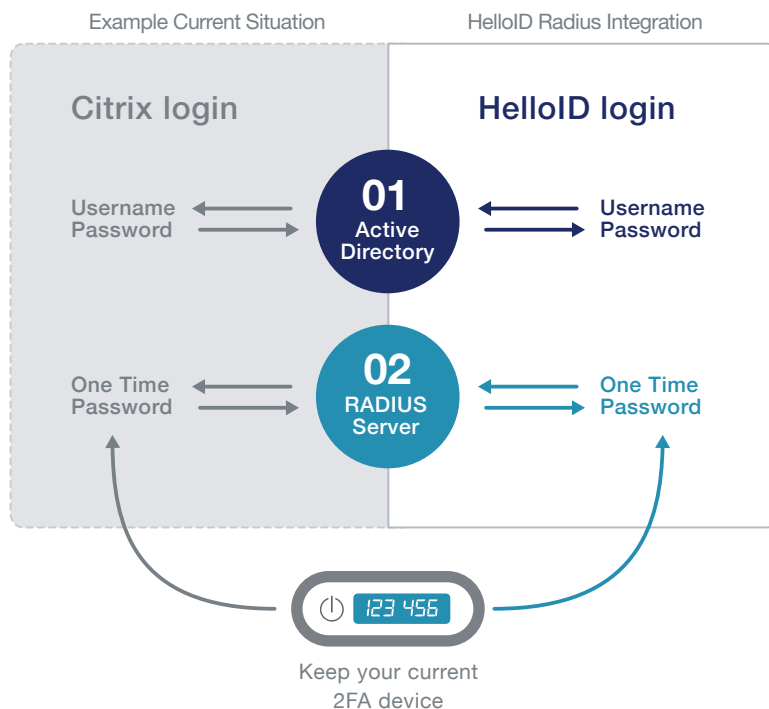 Example Current Situation
HelloID Radius Integration
Citrix login
HelloID login
Username
Password
01
Active
Directory
Username
Password
One Time
Password
02
RADIUS
Server
One Time
Password
123 456
Keep your current
2FA device